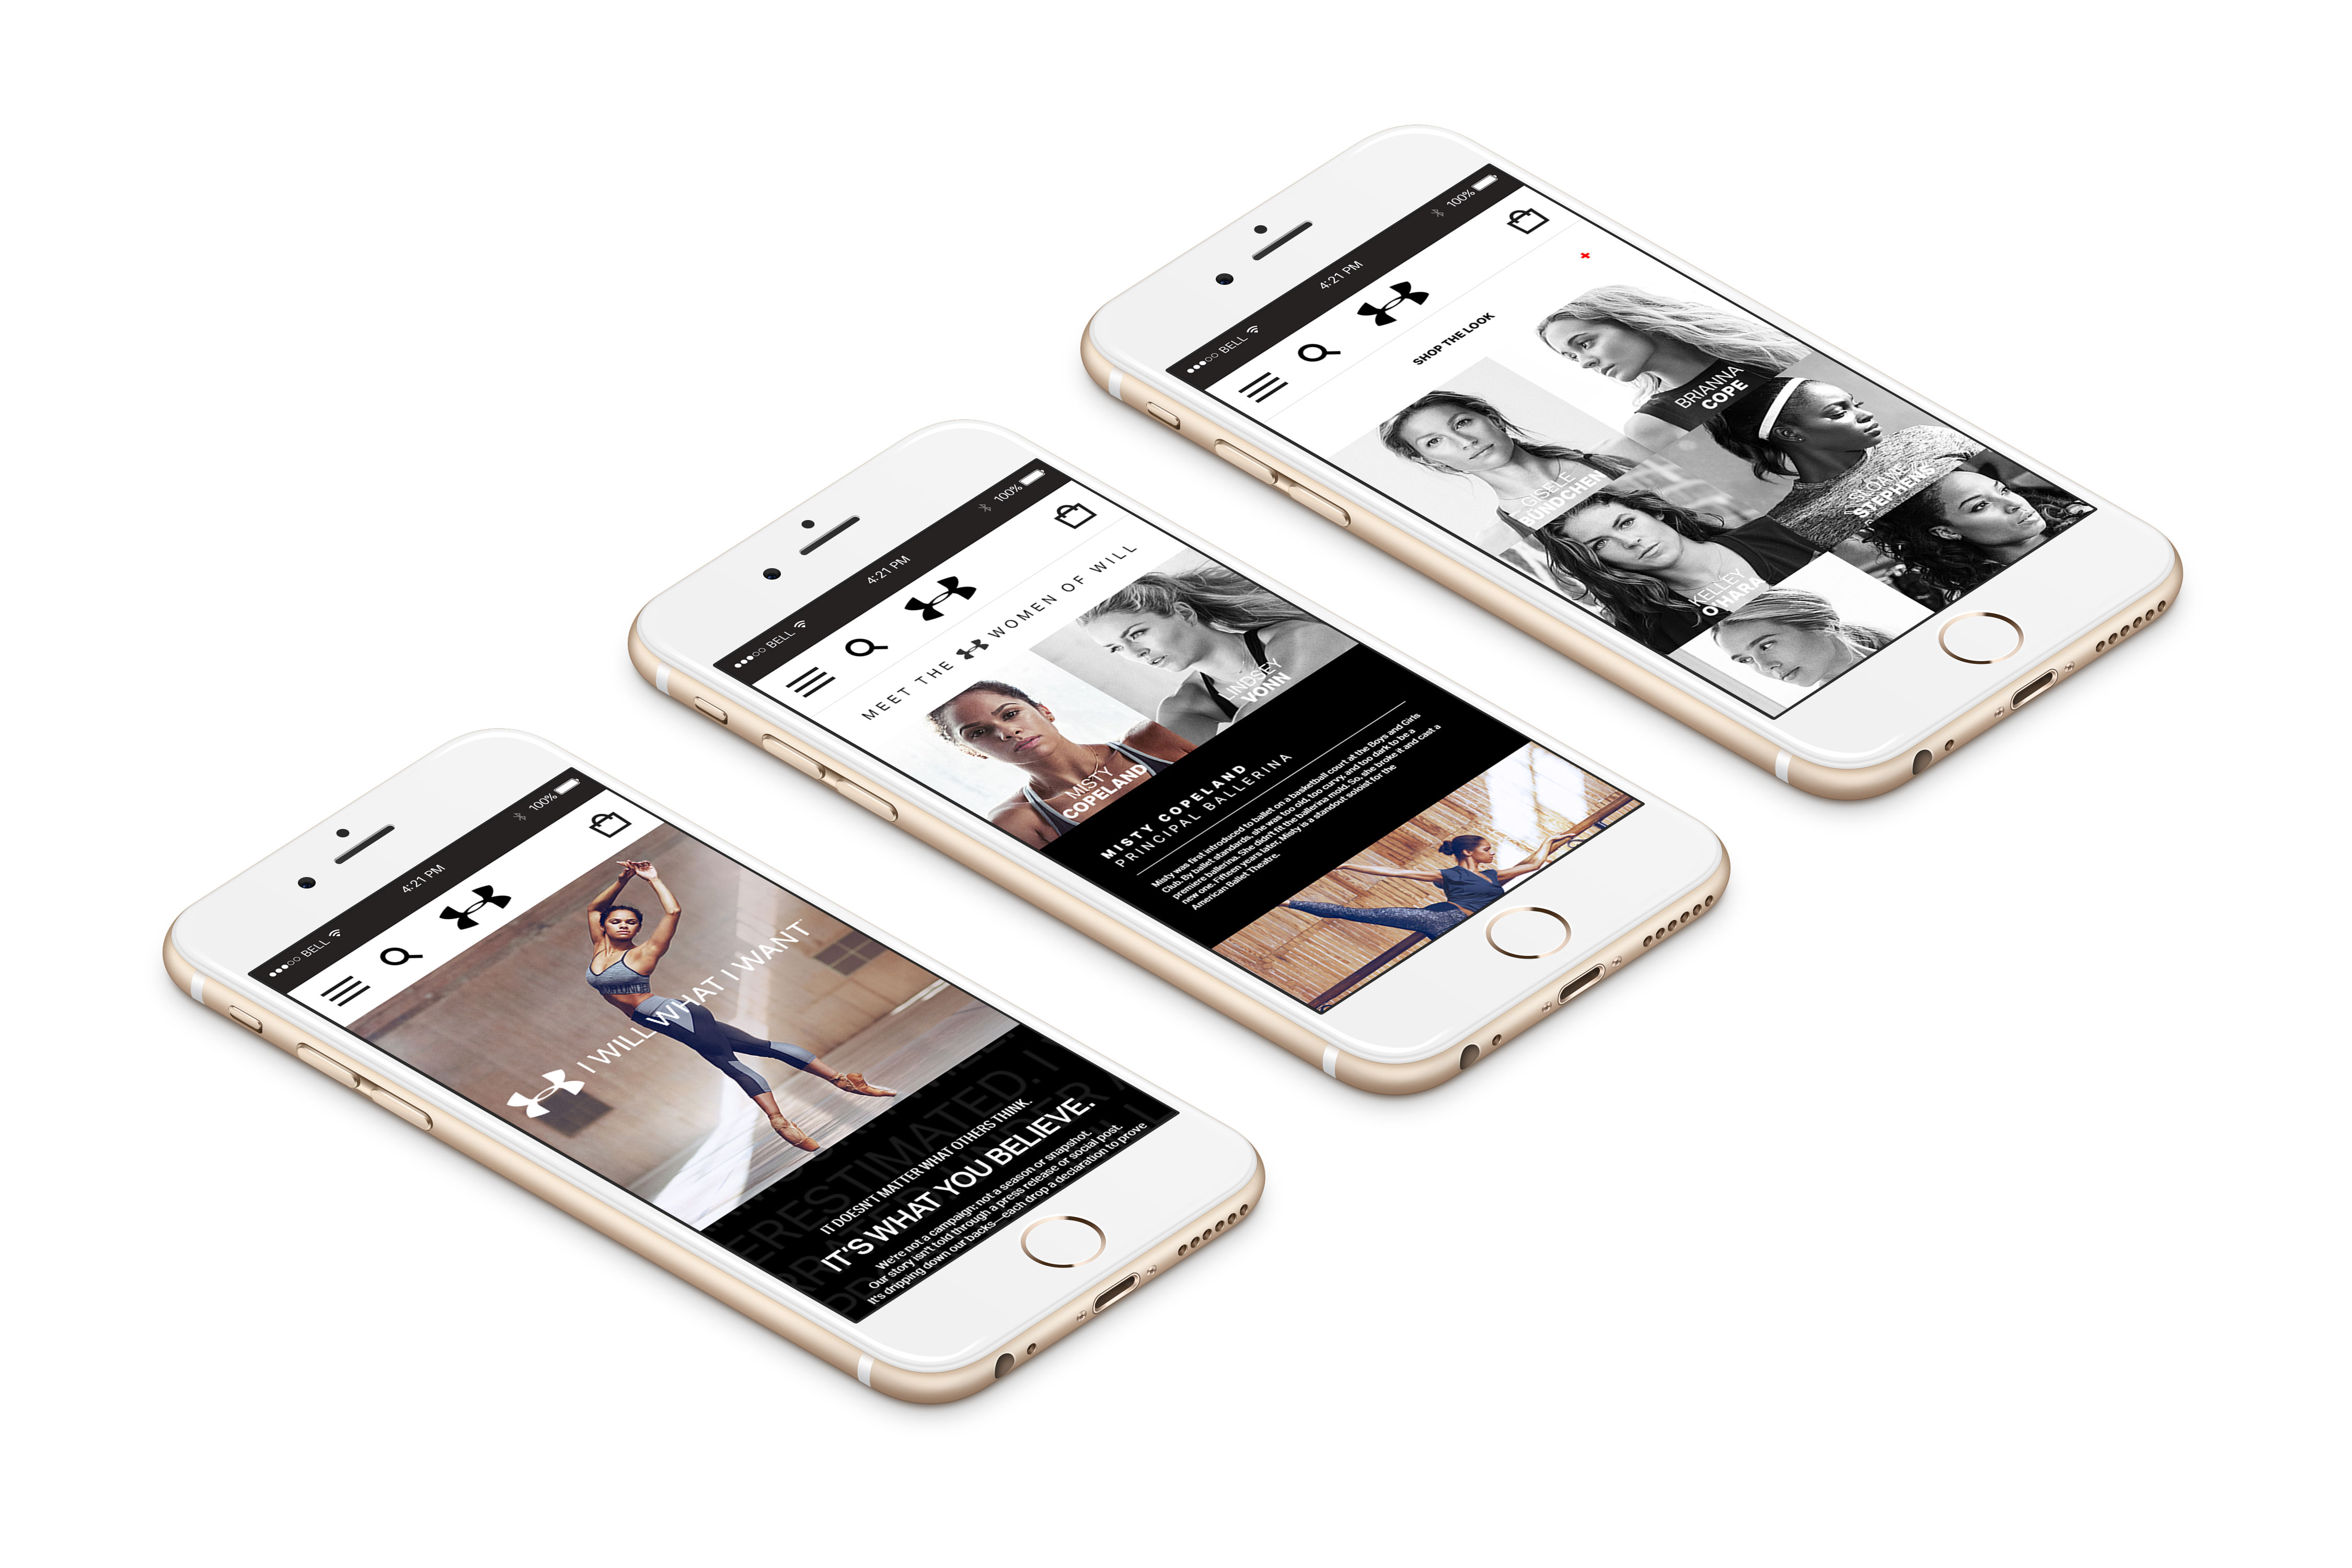 BELL
4:21 PM
100%
I WILL WHAT I WANT
IT DOESN'T MATTER WHAT OTHERS THINK.
IT'S WHAT YOU BELIEVE.
We're not a campaign; not a season or snapshot.
Our story isn't told through a press release or social post.
It's dripping down our backs—each drop a declaration to prove
ERESTIMATED. I
BELL
4:21 PM
100%
MEET THE WOMEN OF WILL
MISTY
COPELAND
LINDSEY
VONN
MISTY COPELAND
PRINCIPAL BALLERINA
Misty was first introduced to ballet on a basketball court at the Boys and Girls
Club. By ballet standards, she was too old, too curvy, and too dark to be a
premiere ballerina. She didn't fit the ballerina mold. So, she broke it and cast a
new one. Fifteen years later, Misty is a standout soloist for the
American Ballet Theatre.
BELL
4:21 PM
100%
SHOP THE LOOK
+
GISELE
BÜNDCHEN
BRIANNA
COPE
KELLEY
O'HARA
SLOANE
STEPHENS